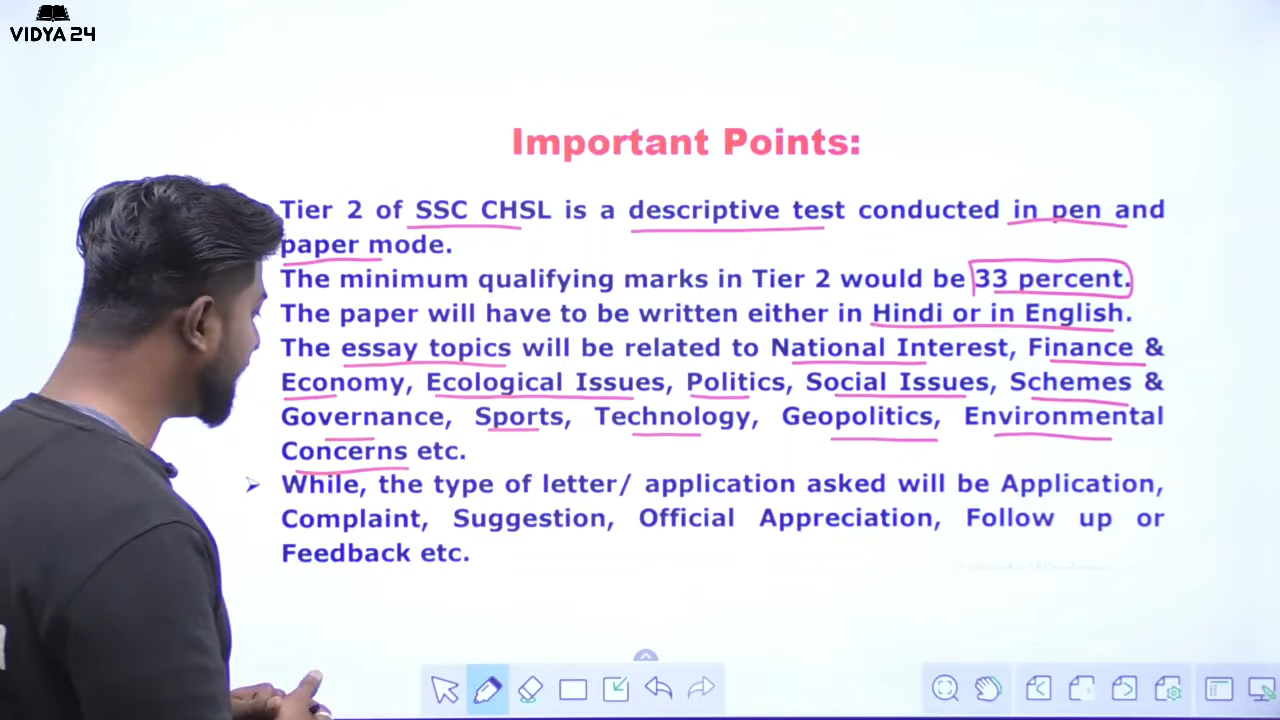 VIDYA 24
Important Points:
Tier 2 of SSC CHSL is a descriptive test conducted in pen and
paper mode.
The minimum qualifying marks in Tier 2 would be 33 percent.
The paper will have to be written either in Hindi or in English.
The essay topics will be related to National Interest, Finance &
Economy, Ecological Issues, Politics, Social Issues, Schemes &
Governance, Sports, Technology, Geopolitics, Environmental
Concerns etc.
While, the type of letter/ application asked will be Application,
Complaint, Suggestion, Official Appreciation, Follow up or
Feedback etc.